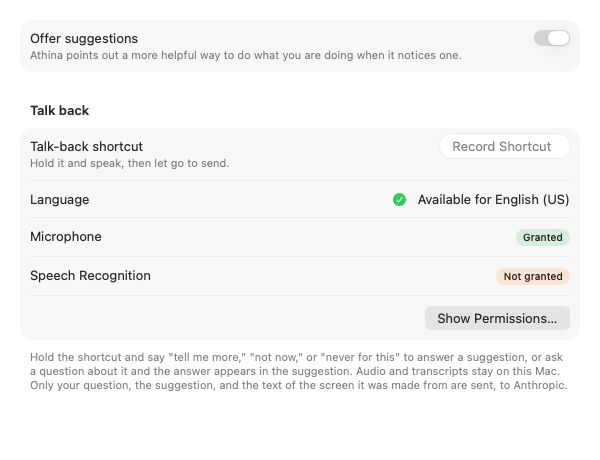 Offer suggestions
Athina points out a more helpful way to do what you are doing when it notices one.
Talk back
Talk-back shortcut
Record Shortcut
Hold it and speak, then let go to send.
Language
Available for English (US)
Microphone
Granted
Speech Recognition
Not granted
Show Permissions...
Hold the shortcut and say "tell me more," "not now," or "never for this" to answer a suggestion, or ask
a question about it and the answer appears in the suggestion. Audio and transcripts stay on this Mac.
Only your question, the suggestion, and the text of the screen it was made from are sent, to Anthropic.